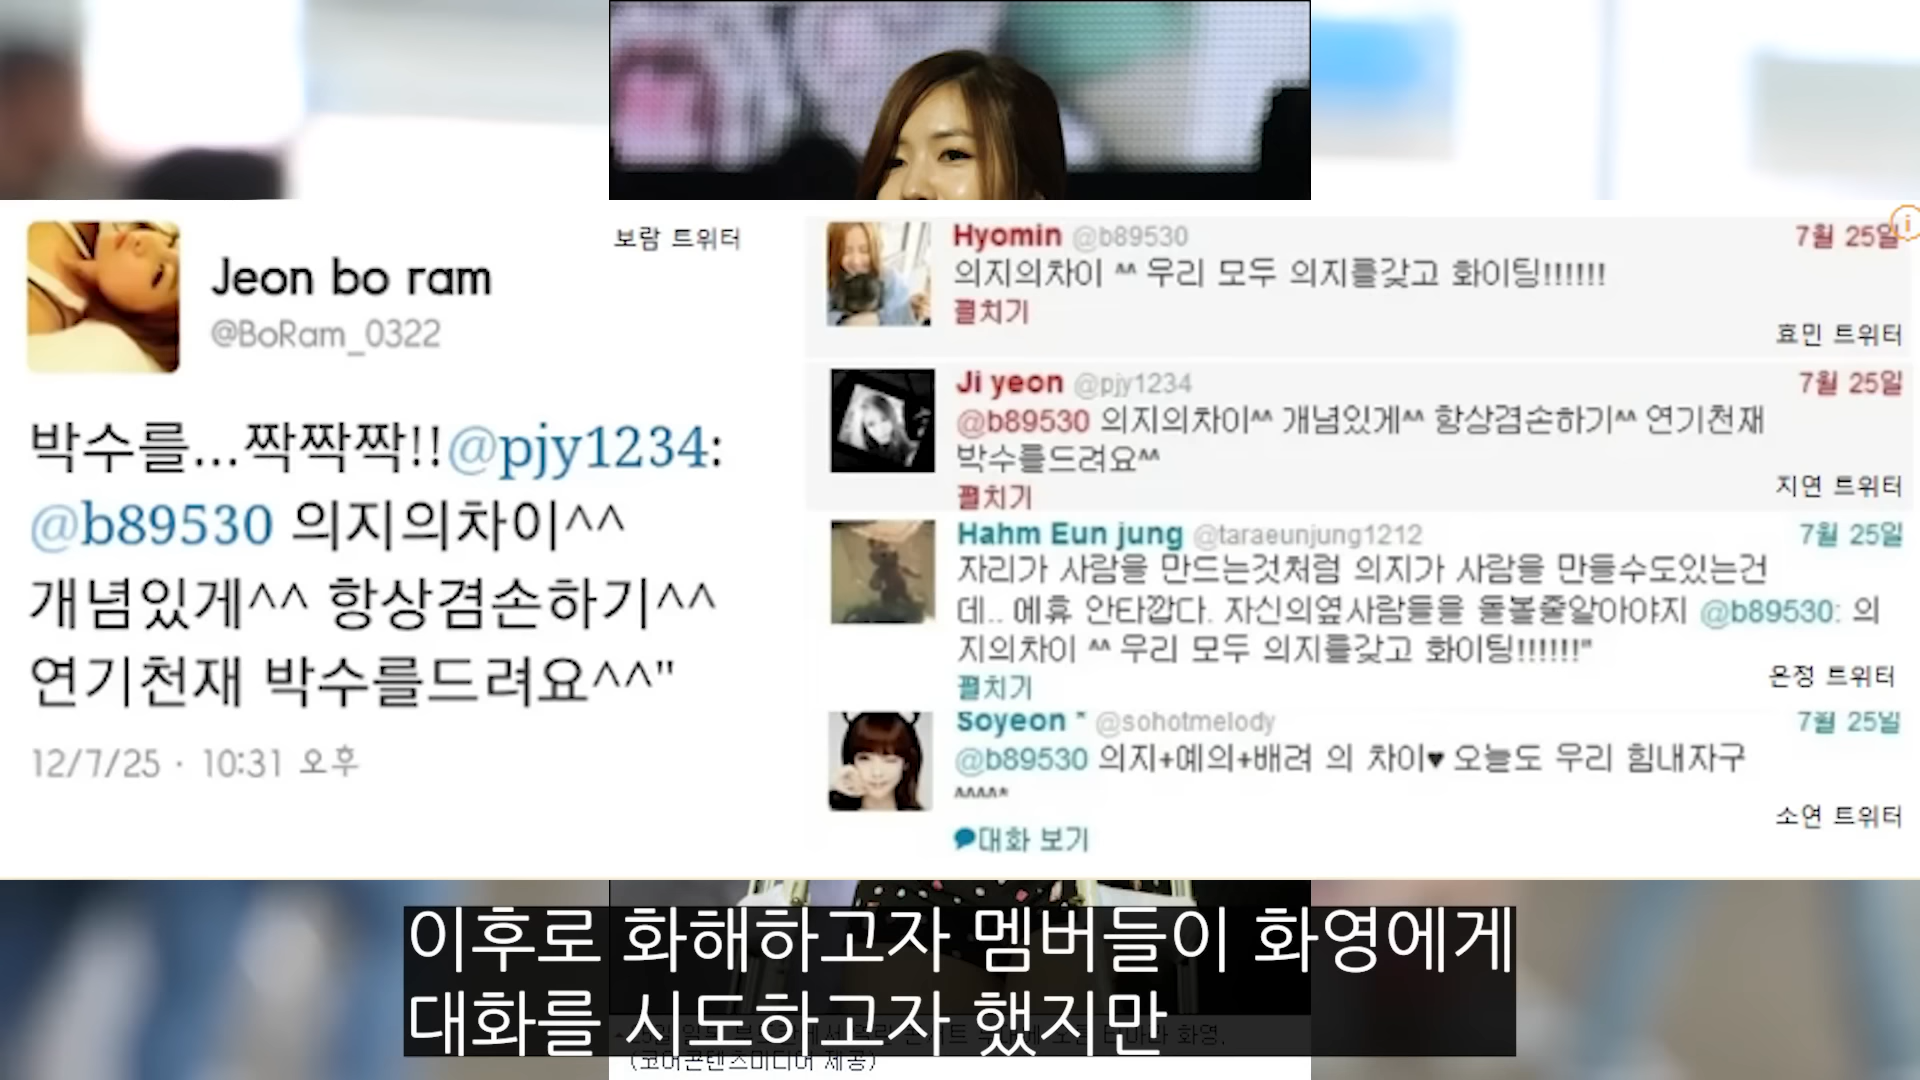 Jeon bo ram
@BoRam_0322
보람 트위터
박수를...짝짝짝!!@pjy1234:
@b89530 의지의차이^^
개념있게^^ 항상겸손하기^^
연기천재 박수를드려요^^"
12/7/25 · 10:31 오후
Hyomin @b89530 7월 25일
의지의차이 ^^ 우리 모두 의지를갖고 화이팅!!!!!!
펼치기
효민 트위터
Ji yeon @pjy1234 7월 25일
@b89530 의지의차이^^ 개념있게^^ 항상겸손하기^^ 연기천재
박수를드려요^^
펼치기
지연 트위터
Hahm Eun jung @taraeunjung1212 7월 25일
자리가 사람을 만드는것처럼 의지가 사람을 만들수도있는건
데.. 에휴 안타깝다. 자신의옆사람들을 돌볼줄알아야지 @b89530: 의
지의차이 ^^ 우리 모두 의지를갖고 화이팅!!!!!!"
펼치기
은정 트위터
Soyeon * @sohotmelody 7월 25일
@b89530 의지+예의+배려 의 차이♥ 오늘도 우리 힘내자구
^^^^*
대화 보기
소연 트위터
이후로 화해하고자 멤버들이 화영에게
대화를 시도하고자 했지만
화영.
(코어콘텐츠미디어 제공)